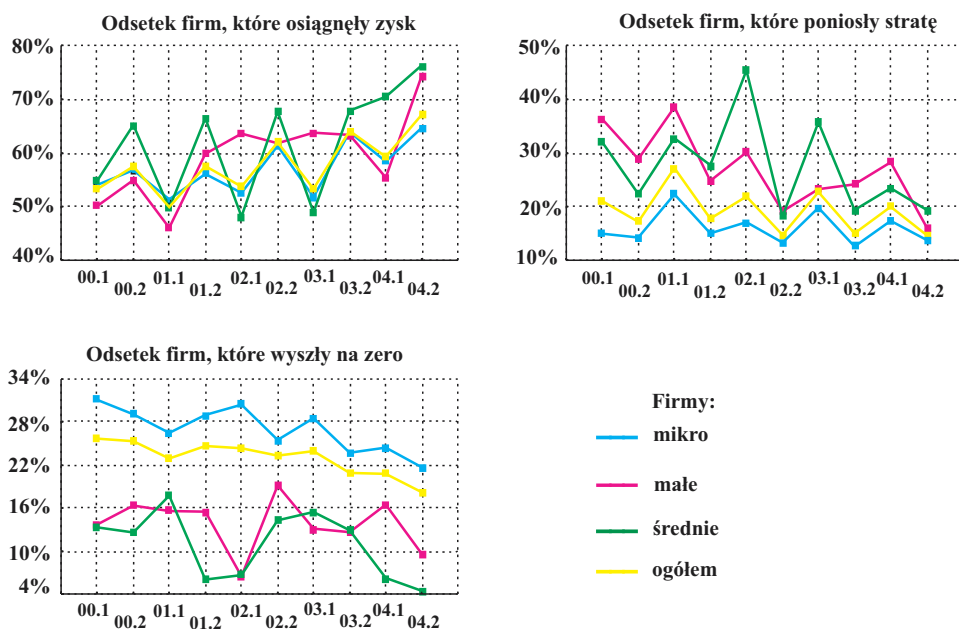 Odsetek firm, które osiągnęły zysk
80%
70%
60%
50%
40%
00.1 00.2 01.1 01.2 02.1 02.2 03.1 03.2 04.1 04.2
Odsetek firm, które poniosły stratę
50%
40%
30%
20%
10%
00.1 00.2 01.1 01.2 02.1 02.2 03.1 03.2 04.1 04.2
Odsetek firm, które wyszły na zero
34%
28%
22%
16%
10%
4%
00.1 00.2 01.1 01.2 02.1 02.2 03.1 03.2 04.1 04.2
Firmy:
mikro
małe
średnie
ogółem